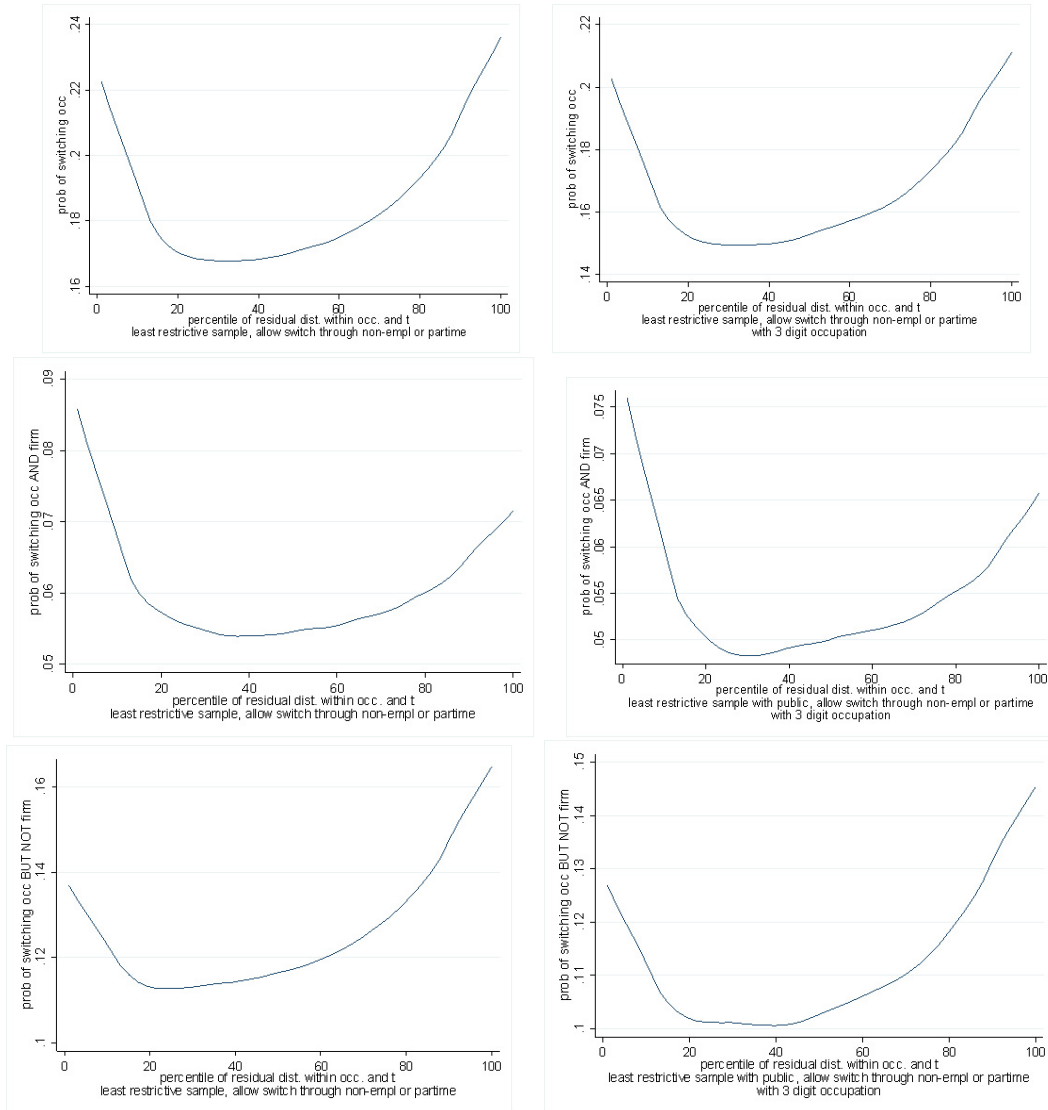 prob of switching occ
.24
.22
.2
.18
.16
0 20 40 60 80 100
percentile of residual dist. within occ. and t
least restrictive sample, allow switch through non-empl or partime
prob of switching occ
.22
.2
.18
.16
.14
0 20 40 60 80 100
percentile of residual dist. within occ. and t
least restrictive sample, allow switch through non-empl or partime
with 3 digit occupation
prob of switching occ AND firm
.09
.08
.07
.06
.05
0 20 40 60 80 100
percentile of residual dist. within occ. and t
least restrictive sample, allow switch through non-empl or partime
prob of switching occ AND firm
.075
.07
.065
.06
.055
.05
0 20 40 60 80 100
percentile of residual dist. within occ. and t
least restrictive sample with public, allow switch through non-empl or partime
with 3 digit occupation
prob of switching occ BUT NOT firm
.16
.14
.12
.1
0 20 40 60 80 100
percentile of residual dist. within occ. and t
least restrictive sample, allow switch through non-empl or partime
prob of switching occ BUT NOT firm
.15
.14
.13
.12
.11
.1
0 20 40 60 80 100
percentile of residual dist. within occ. and t
least restrictive sample with public, allow switch through non-empl or partime
with 3 digit occupation